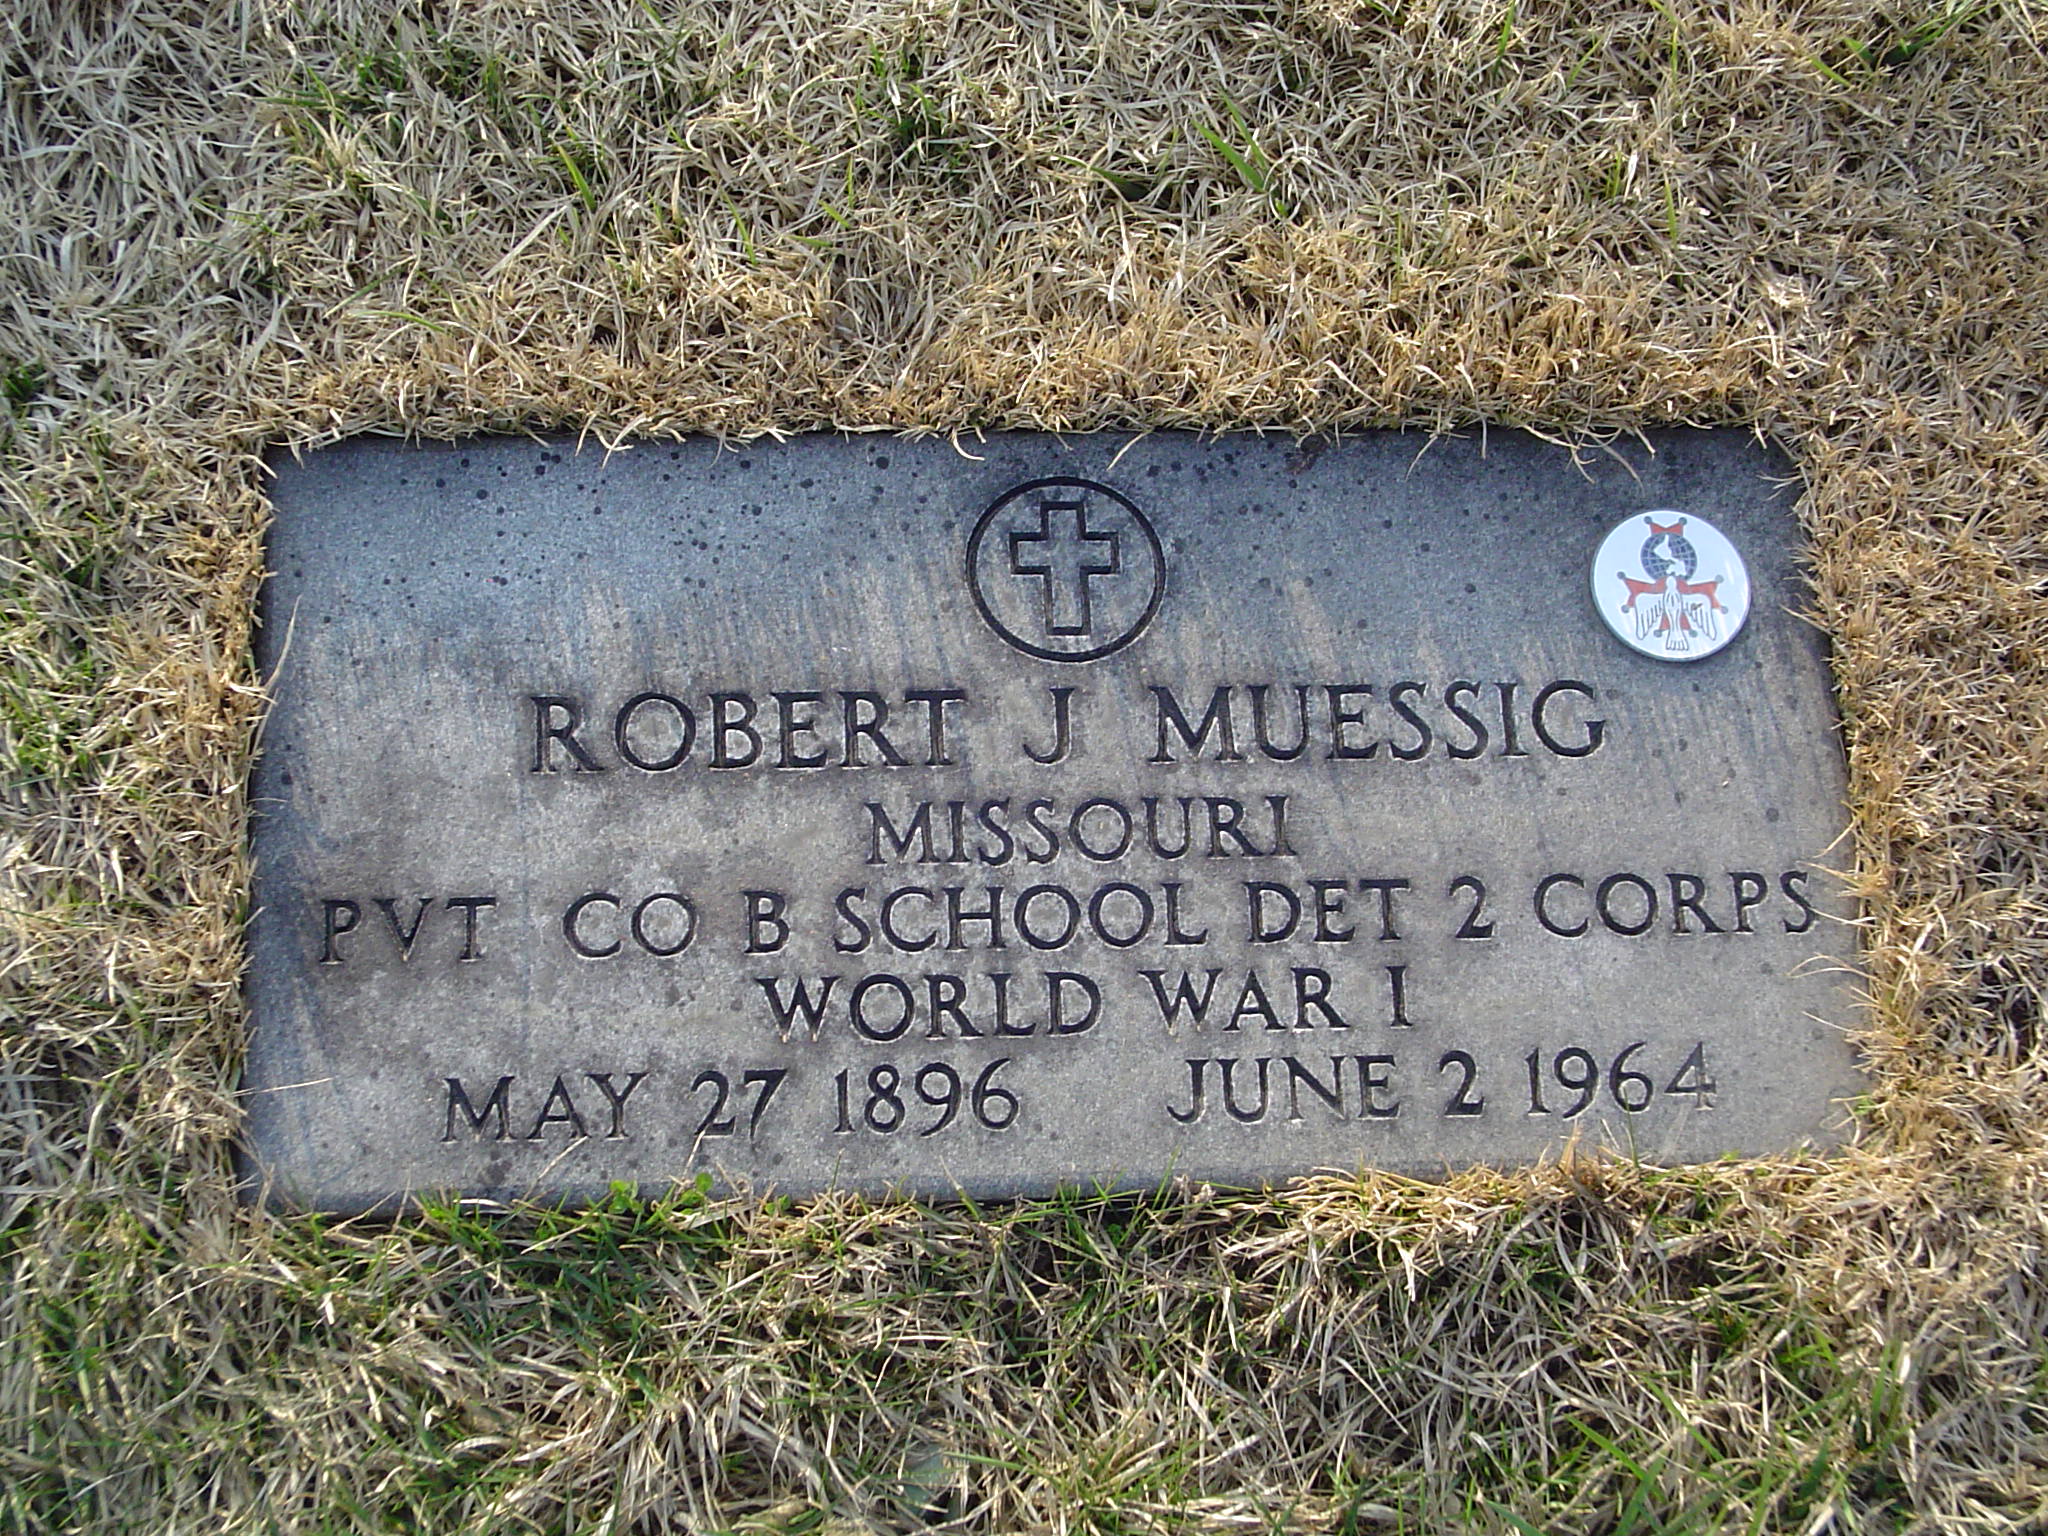 ROBERT J MUESSIG
MISSOURI
PVT CO B SCHOOL DET 2 CORPS
WORLD WAR I
MAY 27 1896 JUNE 2 1964